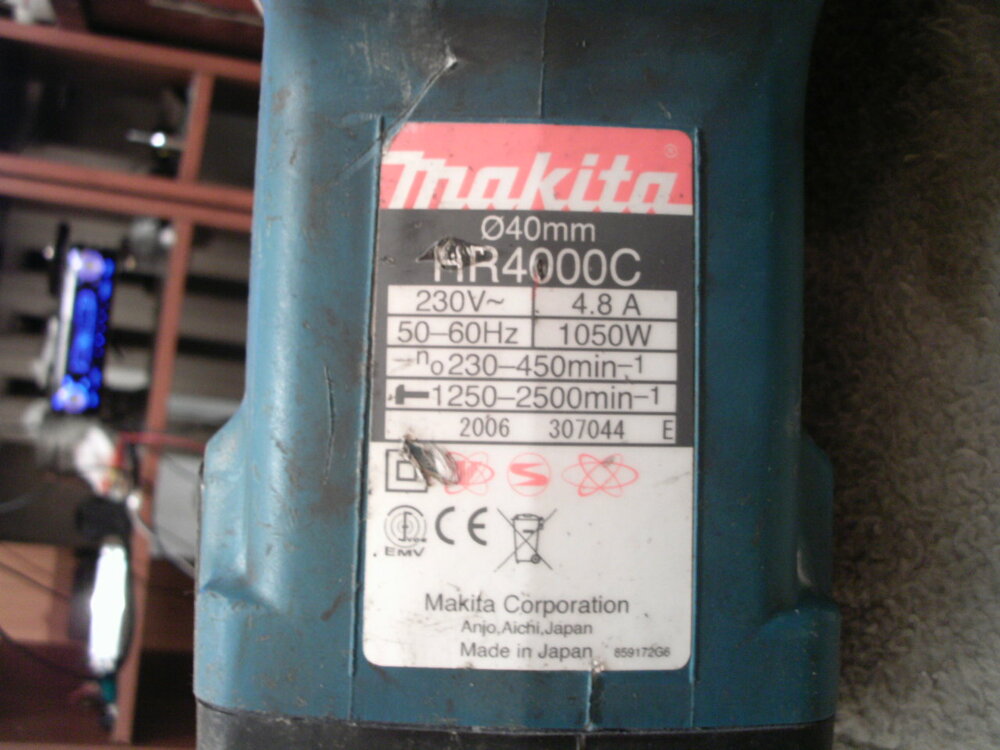 makita ®
Ø40mm
HR4000C
230V~ 4.8 A
50–60Hz 1050W
n₀ 230–450min–1
1250–2500min–1
2006 307044 E
EMV CE
Makita Corporation
Anjo,Aichi,Japan
Made in Japan 859172G6